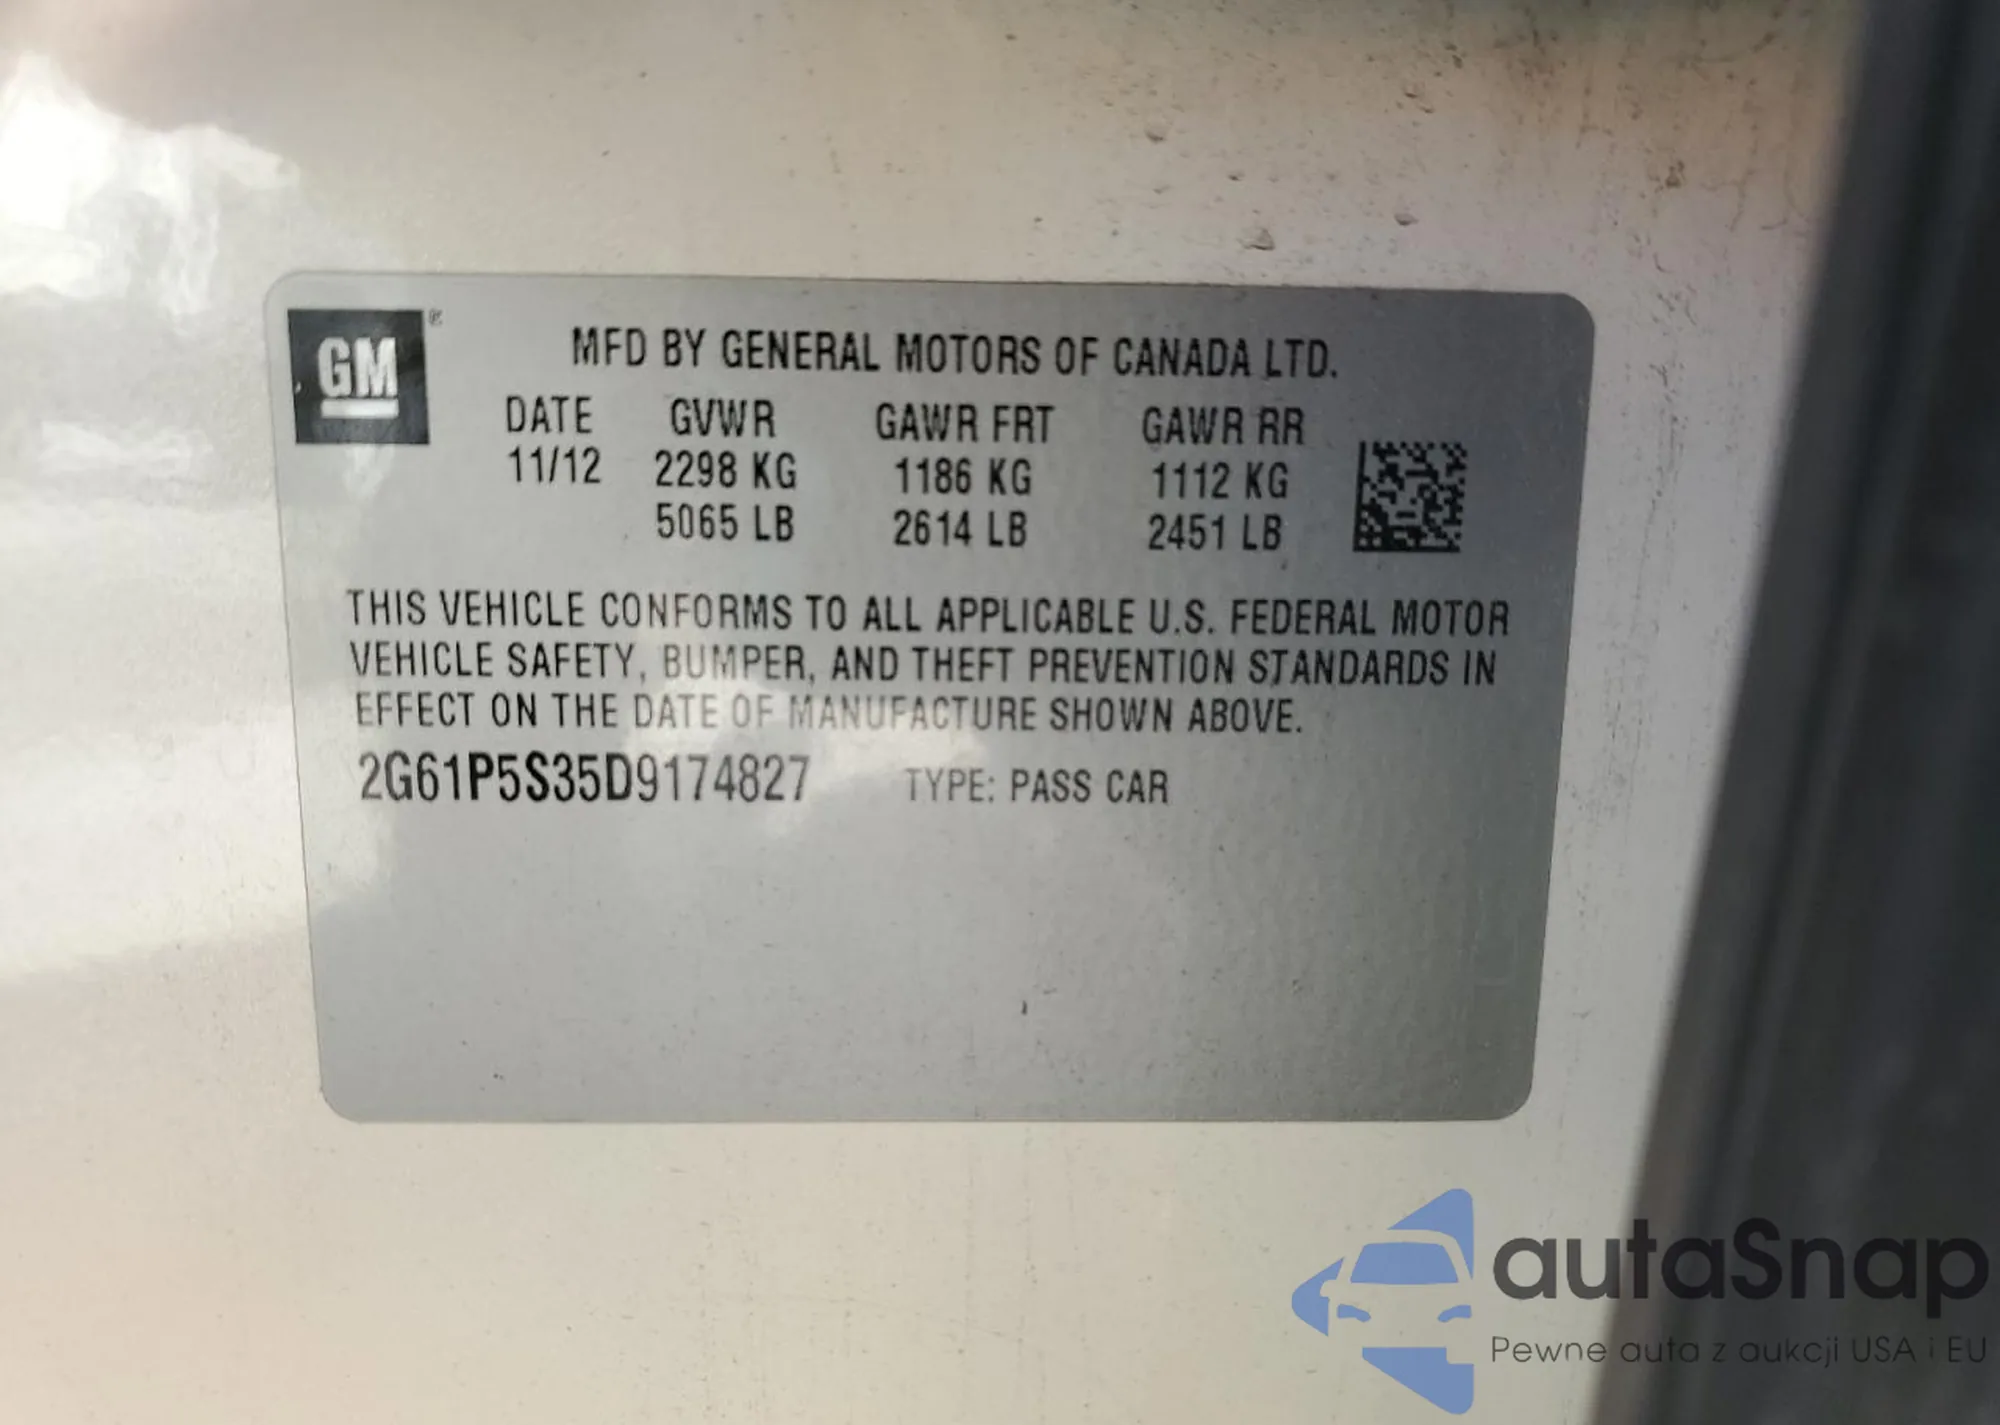 GM
MFD BY GENERAL MOTORS OF CANADA LTD.
DATE GVWR GAWR FRT GAWR RR
11/12 2298 KG 1186 KG 1112 KG
5065 LB 2614 LB 2451 LB
THIS VEHICLE CONFORMS TO ALL APPLICABLE U.S. FEDERAL MOTOR
VEHICLE SAFETY, BUMPER, AND THEFT PREVENTION STANDARDS IN
EFFECT ON THE DATE OF MANUFACTURE SHOWN ABOVE.
2G61P5S35D9174827 TYPE: PASS CAR
autaSnap
Pewne auta z aukcji USA i EU